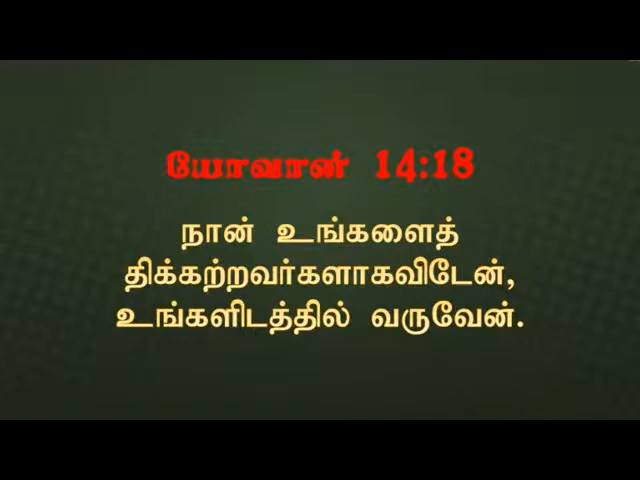 யோவான் 14:18
நான் உங்களைத்
திக்கற்றவர்களாகவிடேன்,
உங்களிடத்தில் வருவேன்.